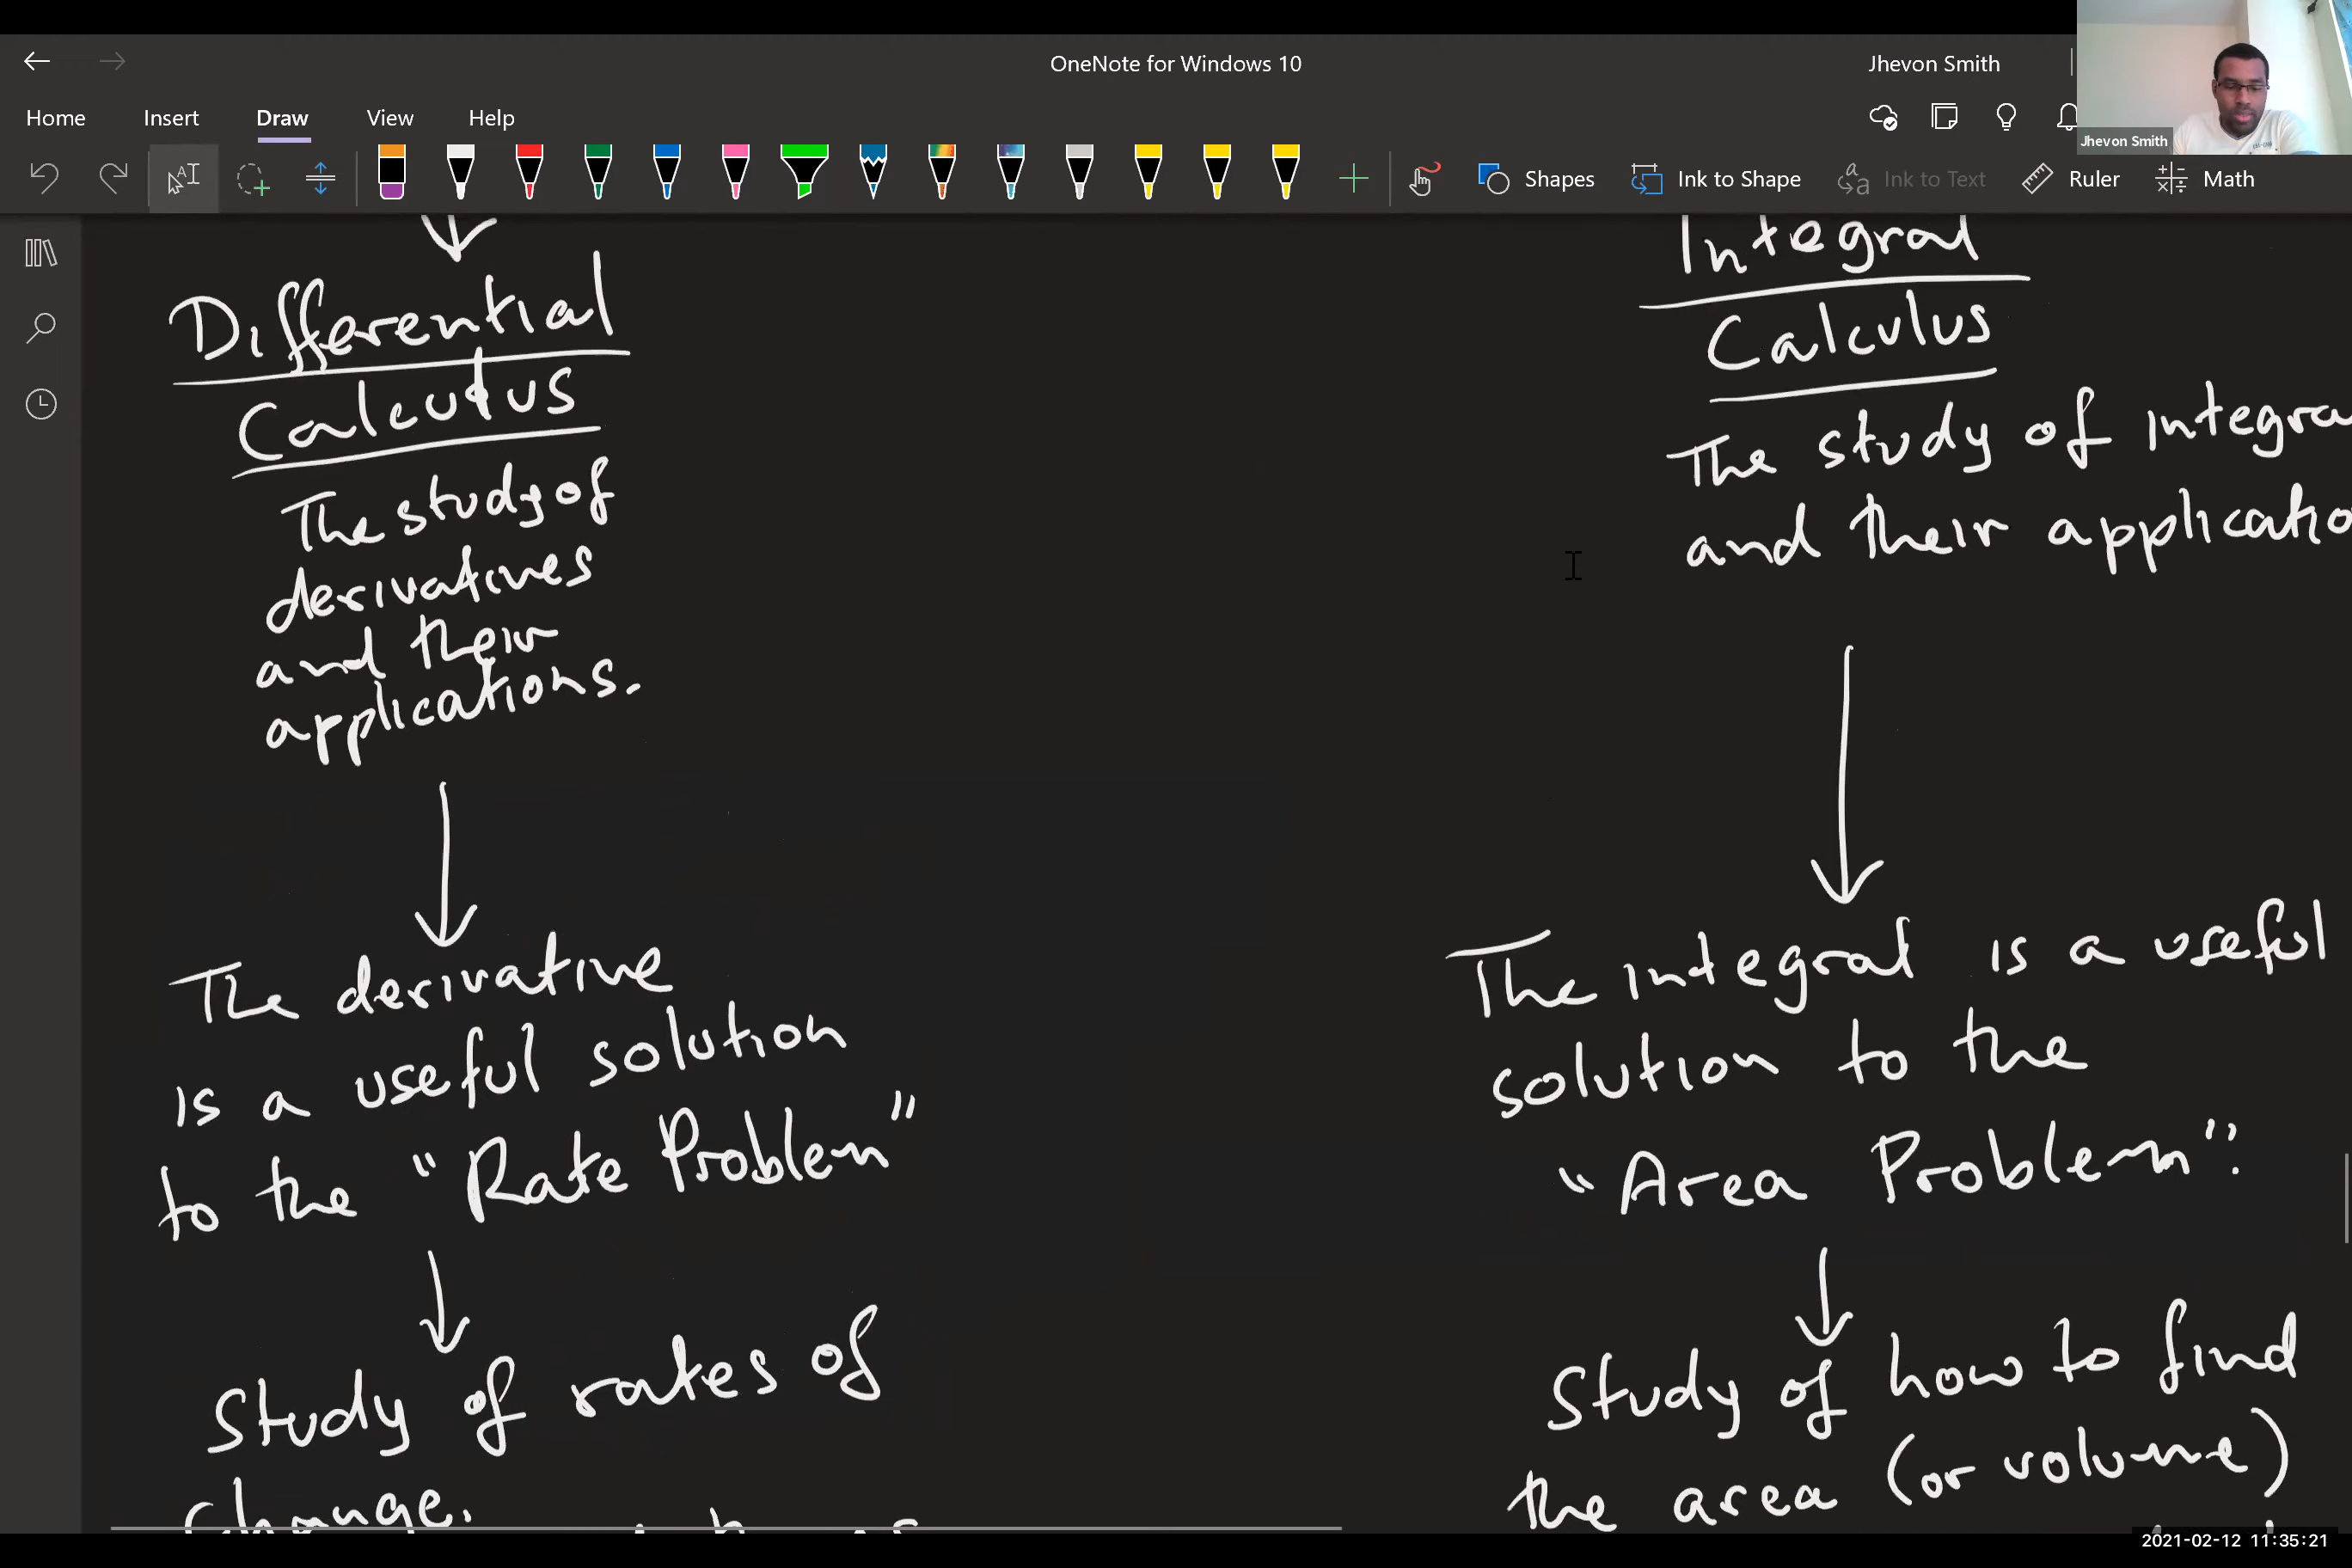 OneNote for Windows 10
Jhevon Smith
Home Insert Draw View Help
Jhevon Smith
Shapes Ink to Shape Ink to Text Ruler Math
Differential
Calculus
The study of
derivatives
and their
applications.
The derivative
is a useful solution
to the "Rate Problem"
Study of rates of
change.
Integral
Calculus
The study of integra
and their applicatio
The integral is a useful
solution to the
"Area Problem".
Study of how to find
the area (or volume)
2021-02-12 11:35:21